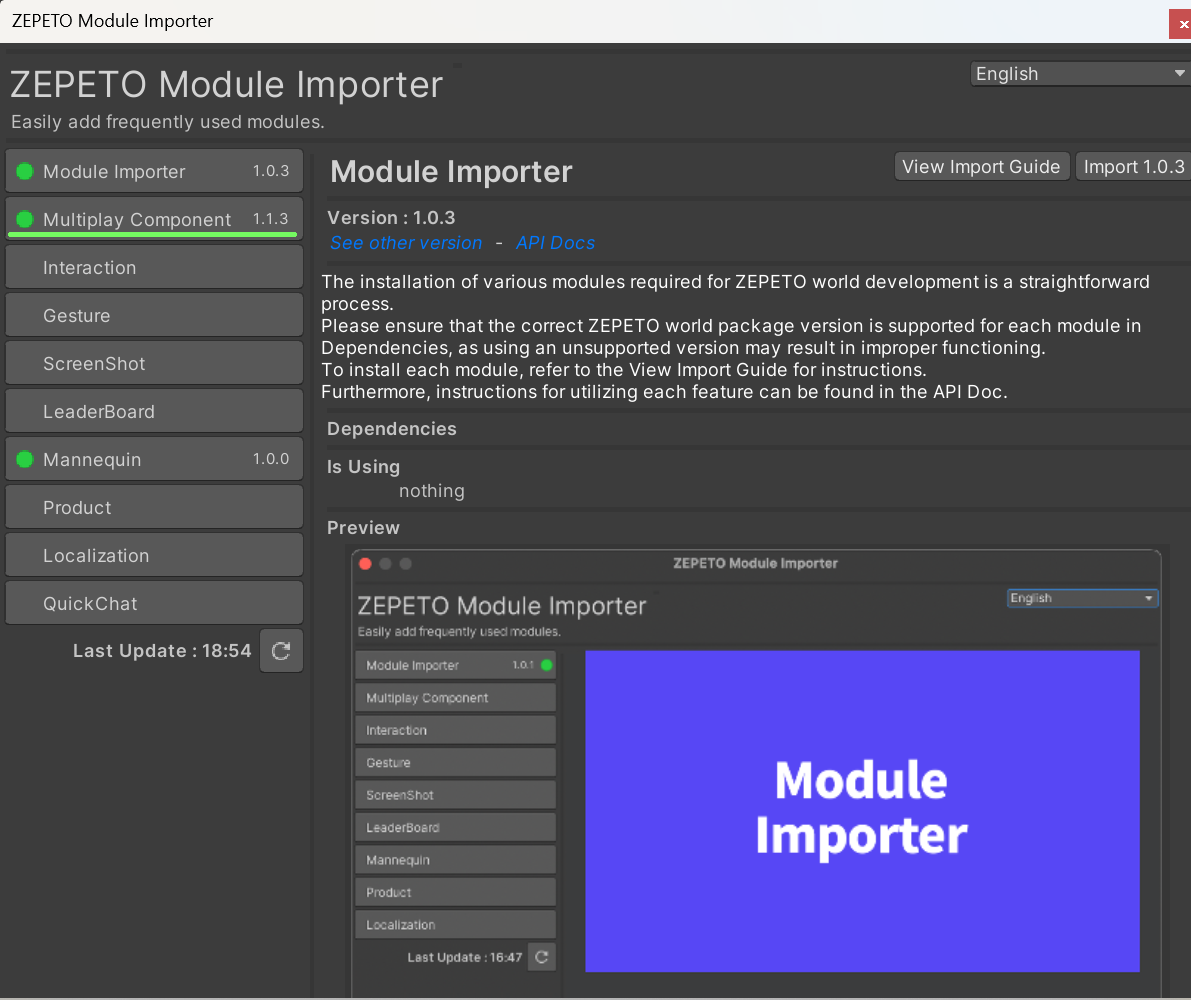 ZEPETO Module Importer
ZEPETO Module Importer
English
Easily add frequently used modules.
Module Importer 1.0.3
Multiplay Component 1.1.3
Interaction
Gesture
ScreenShot
LeaderBoard
Mannequin 1.0.0
Product
Localization
QuickChat
Last Update : 18:54
Module Importer
View Import Guide
Import 1.0.3
Version : 1.0.3
See other version - API Docs
The installation of various modules required for ZEPETO world development is a straightforward
process.
Please ensure that the correct ZEPETO world package version is supported for each module in
Dependencies, as using an unsupported version may result in improper functioning.
To install each module, refer to the View Import Guide for instructions.
Furthermore, instructions for utilizing each feature can be found in the API Doc.
Dependencies
Is Using
nothing
Preview
ZEPETO Module Importer
ZEPETO Module Importer
English
Easily add frequently used modules.
Module Importer 1.0.1
Multiplay Component
Interaction
Gesture
ScreenShot
LeaderBoard
Mannequin
Product
Localization
Last Update : 16:47
Module
Importer